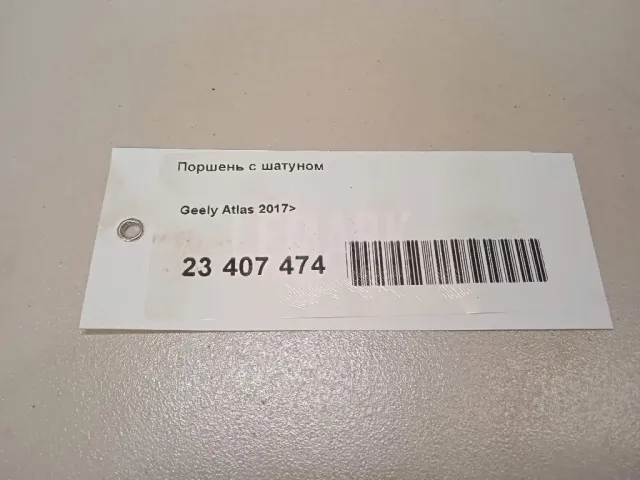 Поршень с шатуном
Geely Atlas 2017>
23 407 474